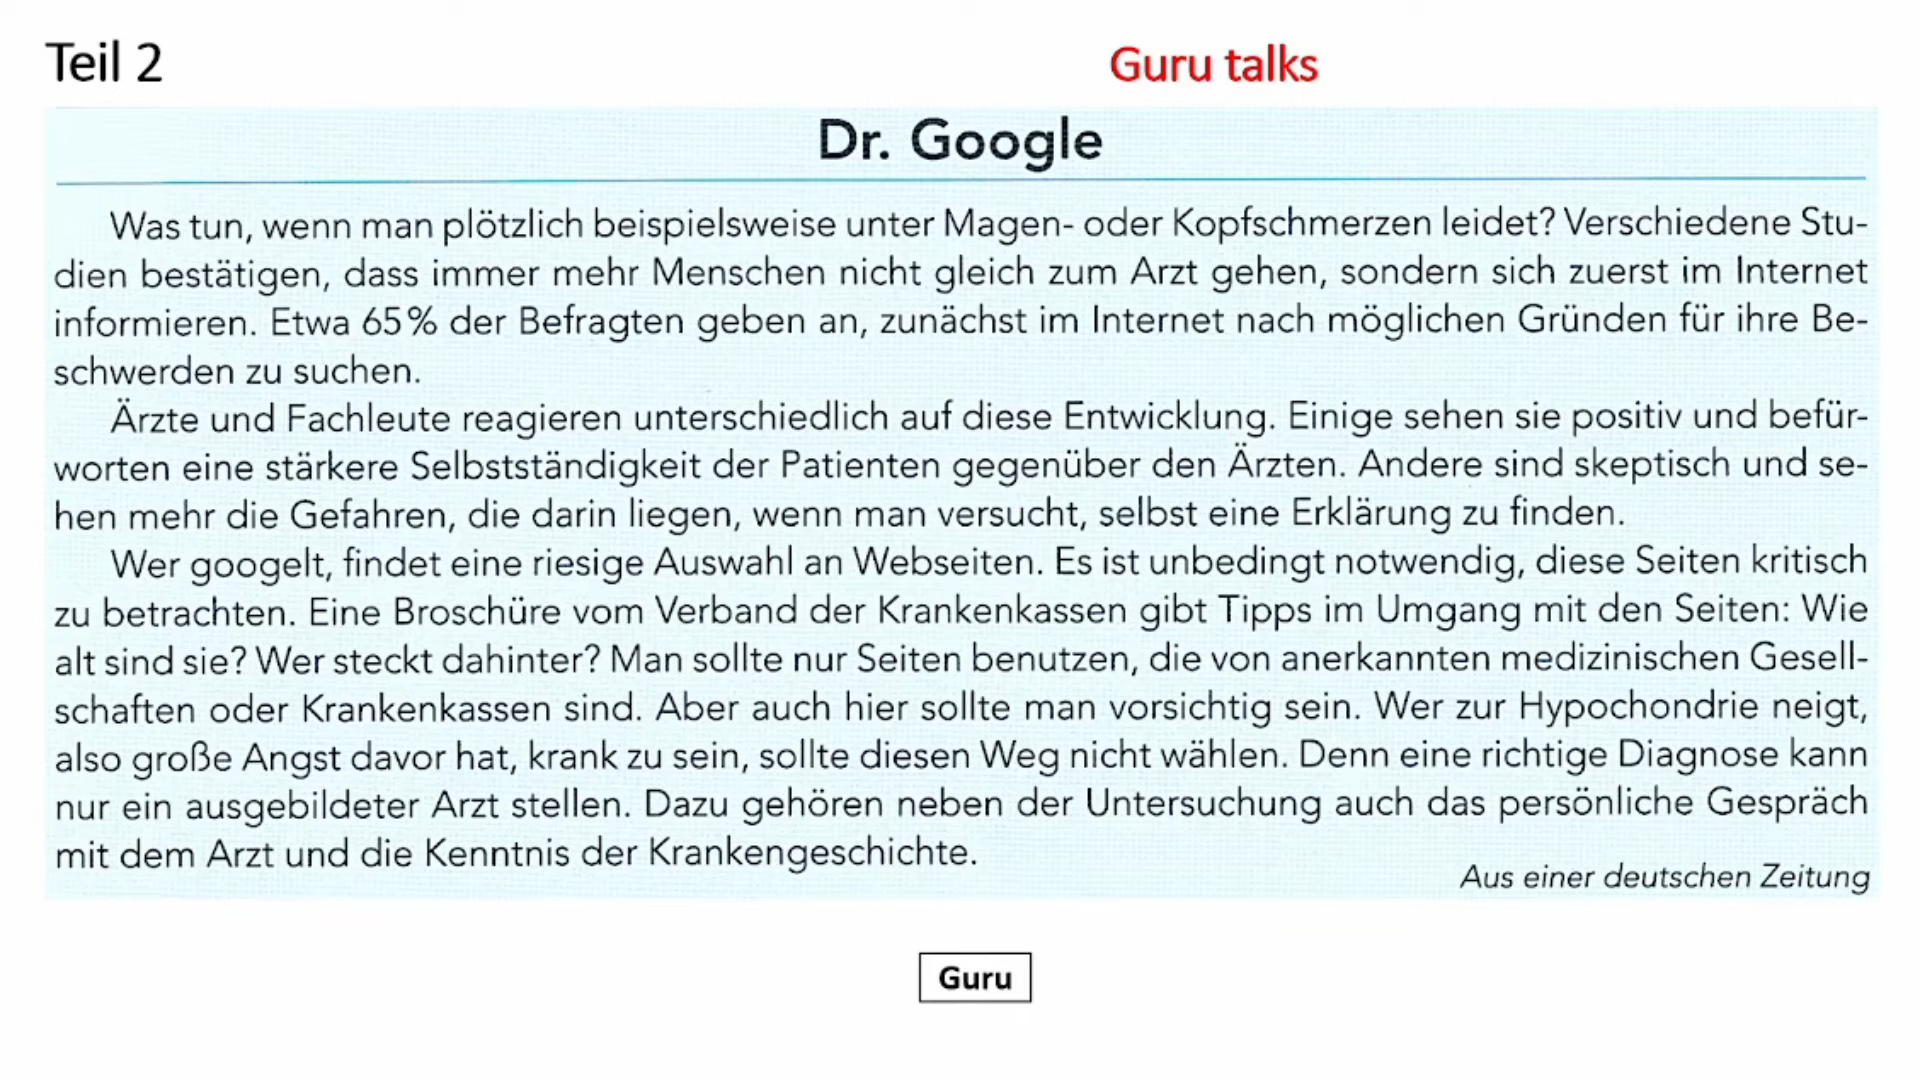 Teil 2
Guru talks
Dr. Google
Was tun, wenn man plötzlich beispielsweise unter Magen- oder Kopfschmerzen leidet? Verschiedene Stu-
dien bestätigen, dass immer mehr Menschen nicht gleich zum Arzt gehen, sondern sich zuerst im Internet
informieren. Etwa 65% der Befragten geben an, zunächst im Internet nach möglichen Gründen für ihre Be-
schwerden zu suchen.
Ärzte und Fachleute reagieren unterschiedlich auf diese Entwicklung. Einige sehen sie positiv und befür-
worten eine stärkere Selbstständigkeit der Patienten gegenüber den Ärzten. Andere sind skeptisch und se-
hen mehr die Gefahren, die darin liegen, wenn man versucht, selbst eine Erklärung zu finden.
Wer googelt, findet eine riesige Auswahl an Webseiten. Es ist unbedingt notwendig, diese Seiten kritisch
zu betrachten. Eine Broschüre vom Verband der Krankenkassen gibt Tipps im Umgang mit den Seiten: Wie
alt sind sie? Wer steckt dahinter? Man sollte nur Seiten benutzen, die von anerkannten medizinischen Gesell-
schaften oder Krankenkassen sind. Aber auch hier sollte man vorsichtig sein. Wer zur Hypochondrie neigt,
also große Angst davor hat, krank zu sein, sollte diesen Weg nicht wählen. Denn eine richtige Diagnose kann
nur ein ausgebildeter Arzt stellen. Dazu gehören neben der Untersuchung auch das persönliche Gespräch
mit dem Arzt und die Kenntnis der Krankengeschichte.
Aus einer deutschen Zeitung
Guru